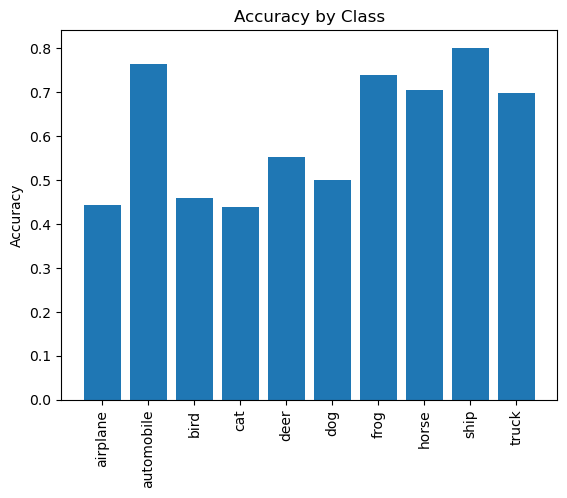 Accuracy by Class
Accuracy
0.8
0.7
0.6
0.5
0.4
0.3
0.2
0.1
0.0
airplane
automobile
bird
cat
deer
dog
frog
horse
ship
truck